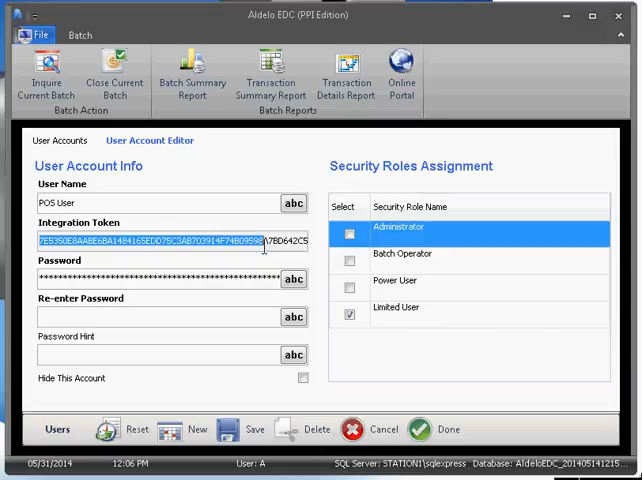 Aldelo EDC (PPI Edition)
File Batch
Inquire Current Batch
Close Current Batch
Batch Summary Report
Transaction Summary Report
Transaction Details Report
Online Portal
Batch Action Batch Reports
User Accounts User Account Editor
User Account Info
User Name
POS User abc
Integration Token
7E5350E8AABE6BA1484165EDD75C3AB703914F74B09598A7BD642C5
Password
abc
Re-enter Password
abc
Password Hint
abc
Hide This Account
Security Roles Assignment
Select Security Role Name
Administrator
Batch Operator
Power User
Limited User
Users Reset New Save Delete Cancel Done
05/31/2014 12:06 PM User: A SQL Server: STATION1\sqlexpress Database: AldeloEDC_201405141215...